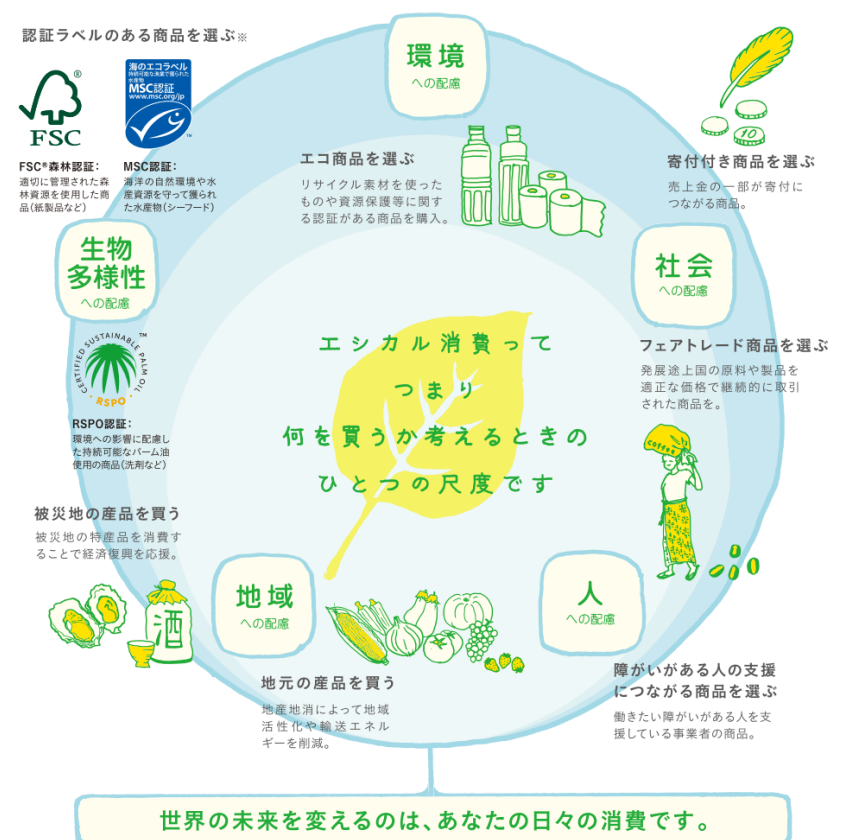 認証ラベルのある商品を選ぶ※
FSC
®
海のエコラベル
持続可能な漁業で獲られた
水産物
MSC認証
www.msc.org/jp
TM
FSC®森林認証：
適切に管理された森
林資源を使用した商
品（紙製品など）
MSC認証：
海洋の自然環境や水
産資源を守って獲られ
た水産物（シーフード）
環境
への配慮
エコ商品を選ぶ
リサイクル素材を使った
ものや資源保護等に関す
る認証がある商品を購入。
10
寄付付き商品を選ぶ
売上金の一部が寄付に
つながる商品。
生物
多様性
への配慮
CERTIFIED SUSTAINABLE PALM OIL
TM
RSPO
RSPO認証：
環境への影響に配慮し
た持続可能なパーム油
使用の商品（洗剤など）
社会
への配慮
フェアトレード商品を選ぶ
発展途上国の原料や製品を
適正な価格で継続的に取引
された商品を。
coffee
エシカル消費って
つまり
何を買うか考えるときの
ひとつの尺度です
被災地の産品を買う
被災地の特産品を消費す
ることで経済復興を応援。
酒
地域
への配慮
地元の産品を買う
地産地消によって地域
活性化や輸送エネル
ギーを削減。
人
への配慮
障がいがある人の支援
につながる商品を選ぶ
働きたい障がいがある人を支
援している事業者の商品。
世界の未来を変えるのは、あなたの日々の消費です。